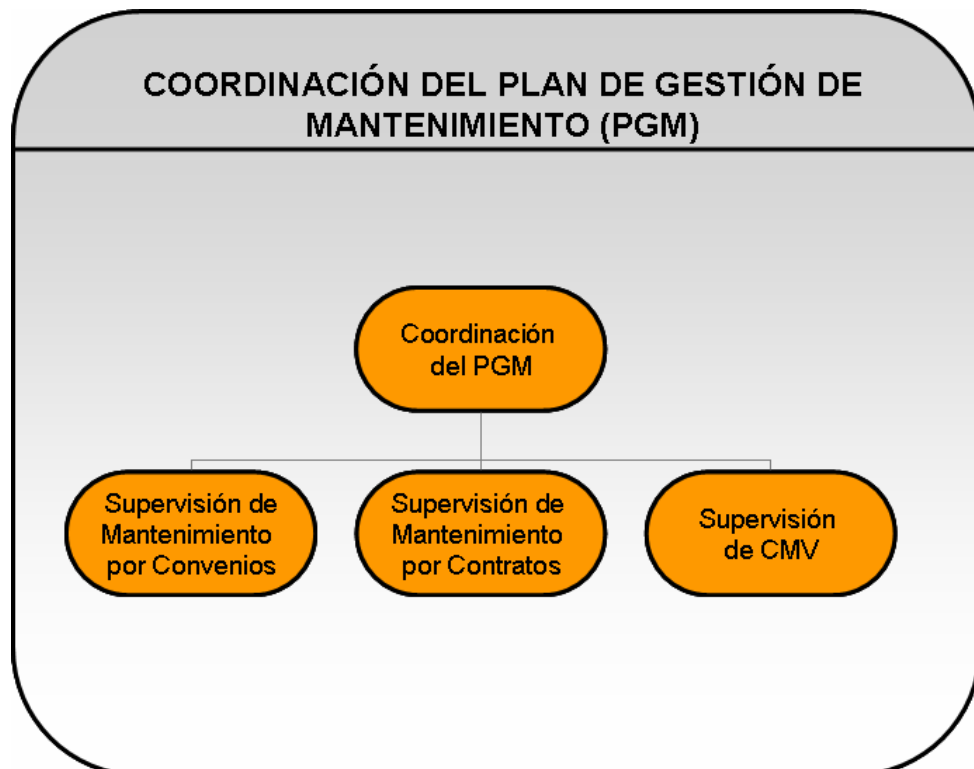 COORDINACIÓN DEL PLAN DE GESTIÓN DE
MANTENIMIENTO (PGM)
Coordinación
del PGM
Supervisión de
Mantenimiento
por Convenios
Supervisión de
Mantenimiento
por Contratos
Supervisión
de CMV